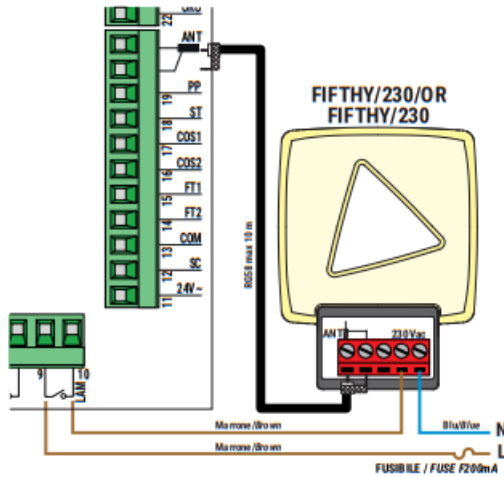 22
GND
ANT
PP
19
ST
18
COS1
17
COS2
16
FT1
15
FT2
14
COM
13
SC
12
24V~
11
FIFTHY/230/OR
FIFTHY/230
RG58 max 10 m
ANT
230Vac
9
10
LAM
Marrone/Brown
Blu/Blue
N
Marrone/Brown
L
FUSIBILE / FUSE F200mA